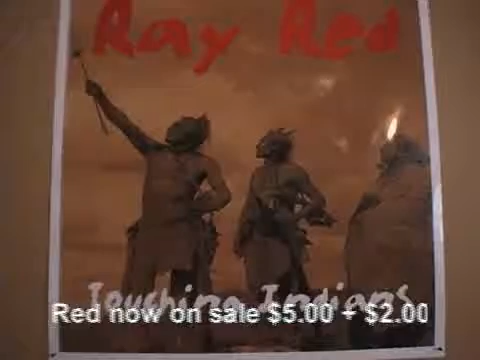 Ray Red
Touching Indians
Red now on sale $5.00 + $2.00